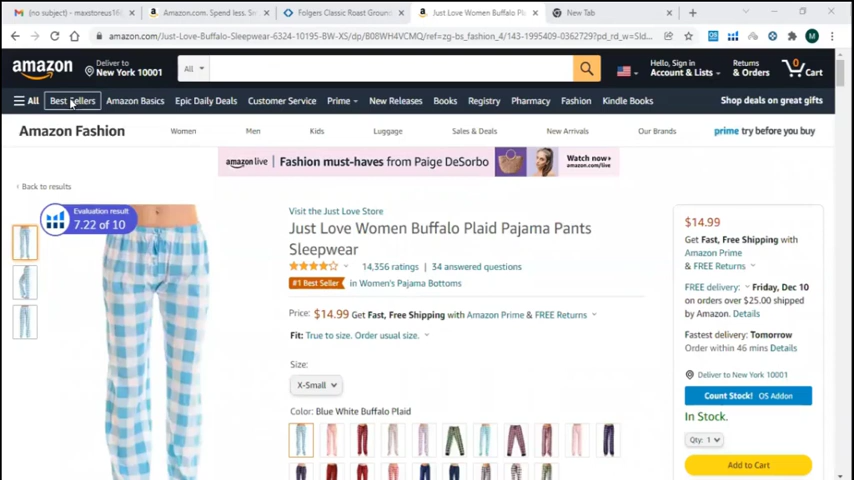 (no subject) - maxstoreus16@
Amazon.com. Spend less. S
Folgers Classic Roast Groun
Just Love Women Buffalo Pla
New Tab
amazon.com/Just-Love-Buffalo-Sleepwear-6324-10195-BW-XS/dp/B08WH4VCMQ/ref=zg-bs_fashion_4/143-1995409-0362729?pd_rd_w=Sld...
M
amazon
Deliver to
New York 10001
All
Hello, Sign in
Account & Lists
Returns
& Orders
0
Cart
All
Best Sellers
Amazon Basics
Epic Daily Deals
Customer Service
Prime
New Releases
Books
Registry
Pharmacy
Fashion
Kindle Books
Shop deals on great gifts
Amazon Fashion
Women
Men
Kids
Luggage
Sales & Deals
New Arrivals
Our Brands
prime try before you buy
amazon live
Fashion must-haves from Paige DeSorbo
Watch now›
amazon.com/live
‹ Back to results
Evaluation result
7.22 of 10
Visit the Just Love Store
Just Love Women Buffalo Plaid Pajama Pants
Sleepwear
14,356 ratings | 34 answered questions
#1 Best Seller in Women's Pajama Bottoms
Price: $14.99 Get Fast, Free Shipping with Amazon Prime & FREE Returns
Fit: True to size. Order usual size.
Size:
X-Small
Color: Blue White Buffalo Plaid
$14.99
Get Fast, Free Shipping with
Amazon Prime
& FREE Returns
FREE delivery: Friday, Dec 10
on orders over $25.00 shipped
by Amazon. Details
Fastest delivery: Tomorrow
Order within 46 mins Details
Deliver to New York 10001
Count Stock! OS Addon
In Stock.
Qty: 1
Add to Cart